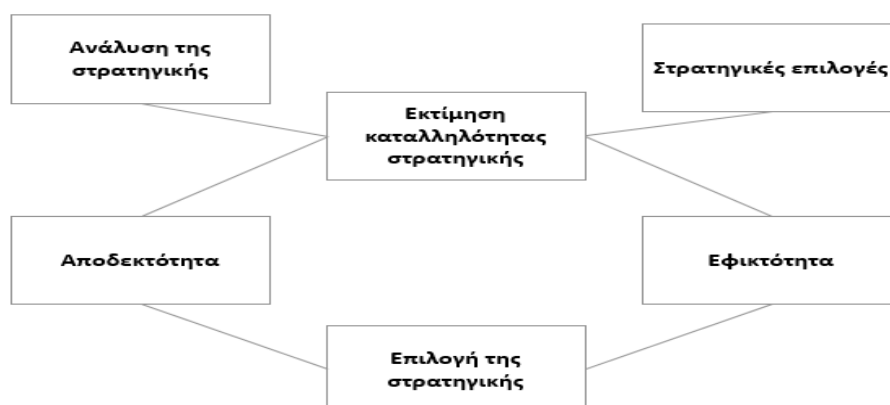 Ανάλυση της
στρατηγικής
Στρατηγικές επιλογές
Εκτίμηση
καταλληλότητας
στρατηγικής
Αποδεκτότητα
Εφικτότητα
Επιλογή της
στρατηγικής